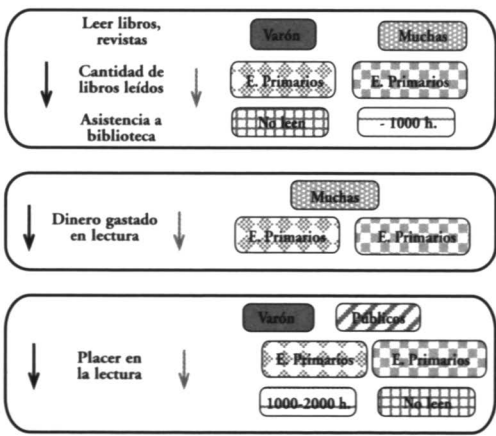 Leer libros,
revistas
Varón
Muchas
Cantidad de
libros leídos
E. Primarios
E. Primarios
Asistencia a
biblioteca
No leen
- 1000 h.
Muchas
Dinero gastado
en lectura
E. Primarios
E. Primarios
Varón
Públicos
Placer en
la lectura
E. Primarios
E. Primarios
1000-2000 h.
No leen